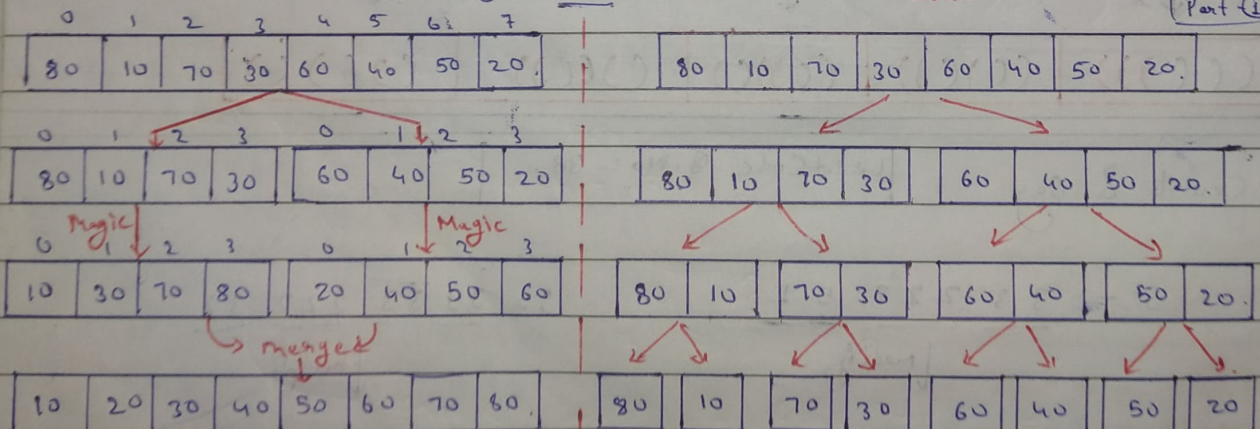 (Part-(1
0 1 2 3 4 5 6 7
80 10 70 30 60 40 50 20. 80 10 70 30 60 40 50 20.
0 1 2 3 0 1 2 3
80 10 70 30 60 40 50 20 80 10 70 30 60 40 50 20.
Magic Magic
0 1 2 3 0 1 2 3
10 30 70 80 20 40 50 60 80 10 70 30 60 40 50 20.
merge
10 20 30 40 50 60 70 80. 80 10 70 30 60 40 50 20